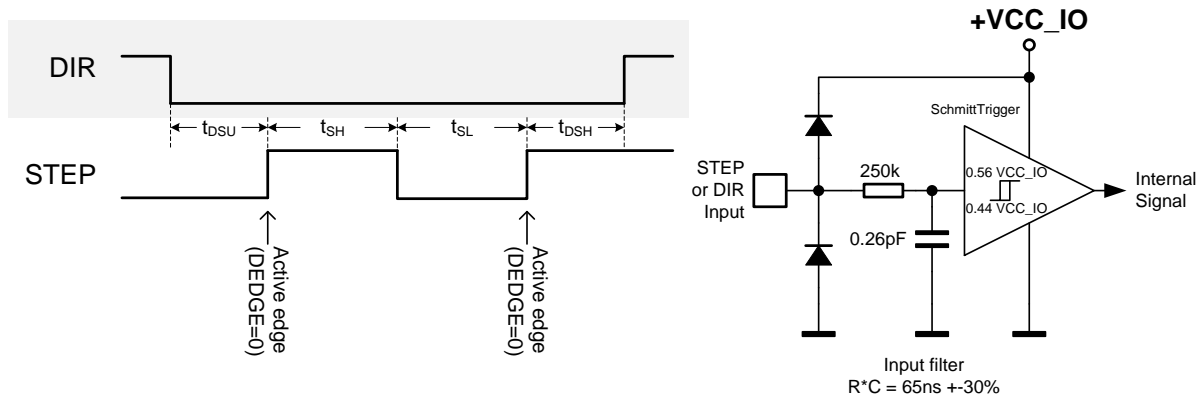 DIR
tDSU
tSH
tSL
tDSH
STEP
Active edge
(DEDGE=0)
Active edge
(DEDGE=0)
+VCC_IO
SchmittTrigger
STEP
or DIR
Input
250k
0.26pF
0.56 VCC_IO
0.44 VCC_IO
Internal
Signal
Input filter
R*C = 65ns +-30%